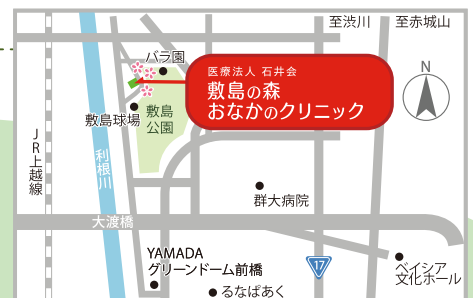 至渋川
至赤城山
バラ園
医療法人 石井会
敷島の森
おなかのクリニック
N
敷島球場
敷島
公園
JR上越線
利根川
群大病院
大渡橋
YAMADA
グリーンドーム前橋
17
ベイシア
文化ホール
るなぱあく